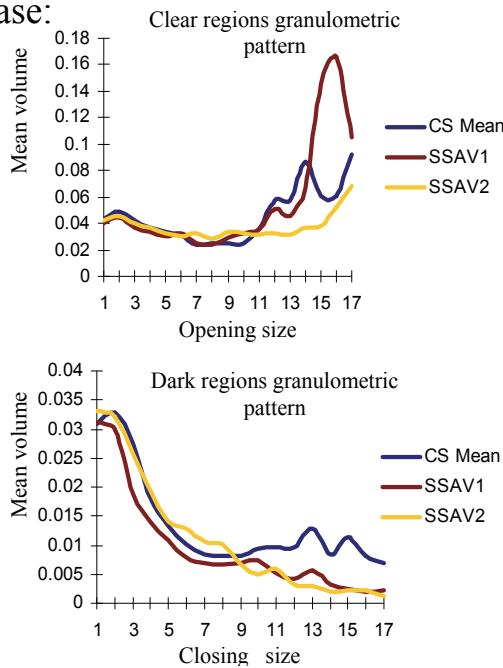 ase:
Clear regions granulometric
pattern
Mean volume
0.18
0.16
0.14
0.12
0.1
0.08
0.06
0.04
0.02
0
1 3 5 7 9 11 13 15 17
Opening size
CS Mean
SSAV1
SSAV2
Dark regions granulometric
pattern
Mean volume
0.04
0.035
0.03
0.025
0.02
0.015
0.01
0.005
0
1 3 5 7 9 11 13 15 17
Closing size
CS Mean
SSAV1
SSAV2